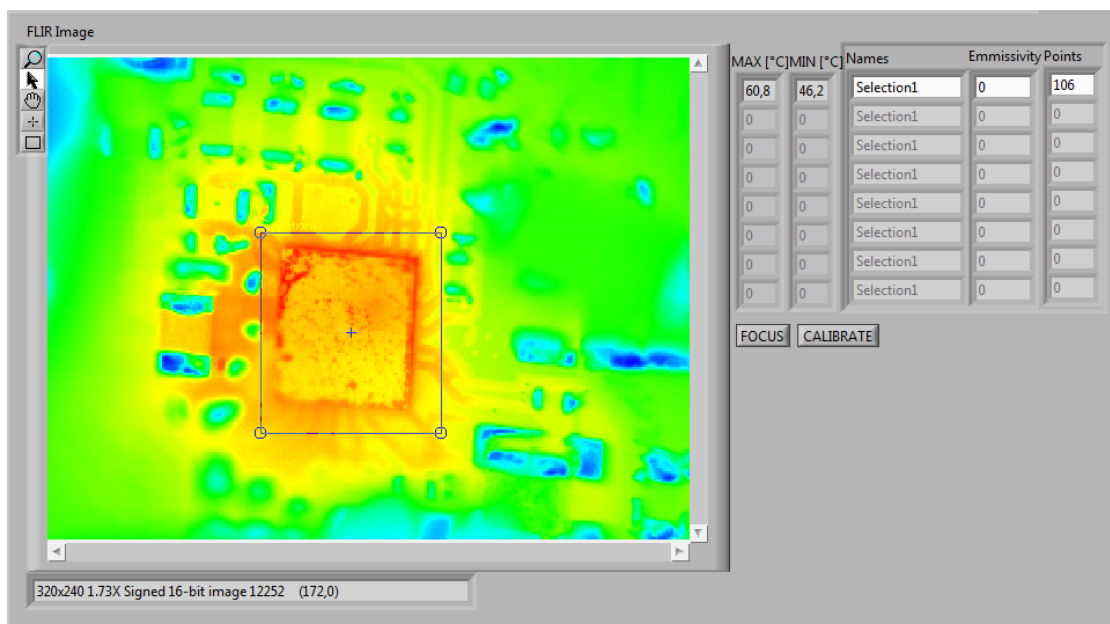 FLIR Image
MAX [°C] MIN [°C] Names Emmissivity Points
60,8 46,2 Selection1 0 106
0 0 Selection1 0 0
0 0 Selection1 0 0
0 0 Selection1 0 0
0 0 Selection1 0 0
0 0 Selection1 0 0
0 0 Selection1 0 0
0 0 Selection1 0 0
FOCUS CALIBRATE
320x240 1.73X Signed 16-bit image 12252 (172,0)